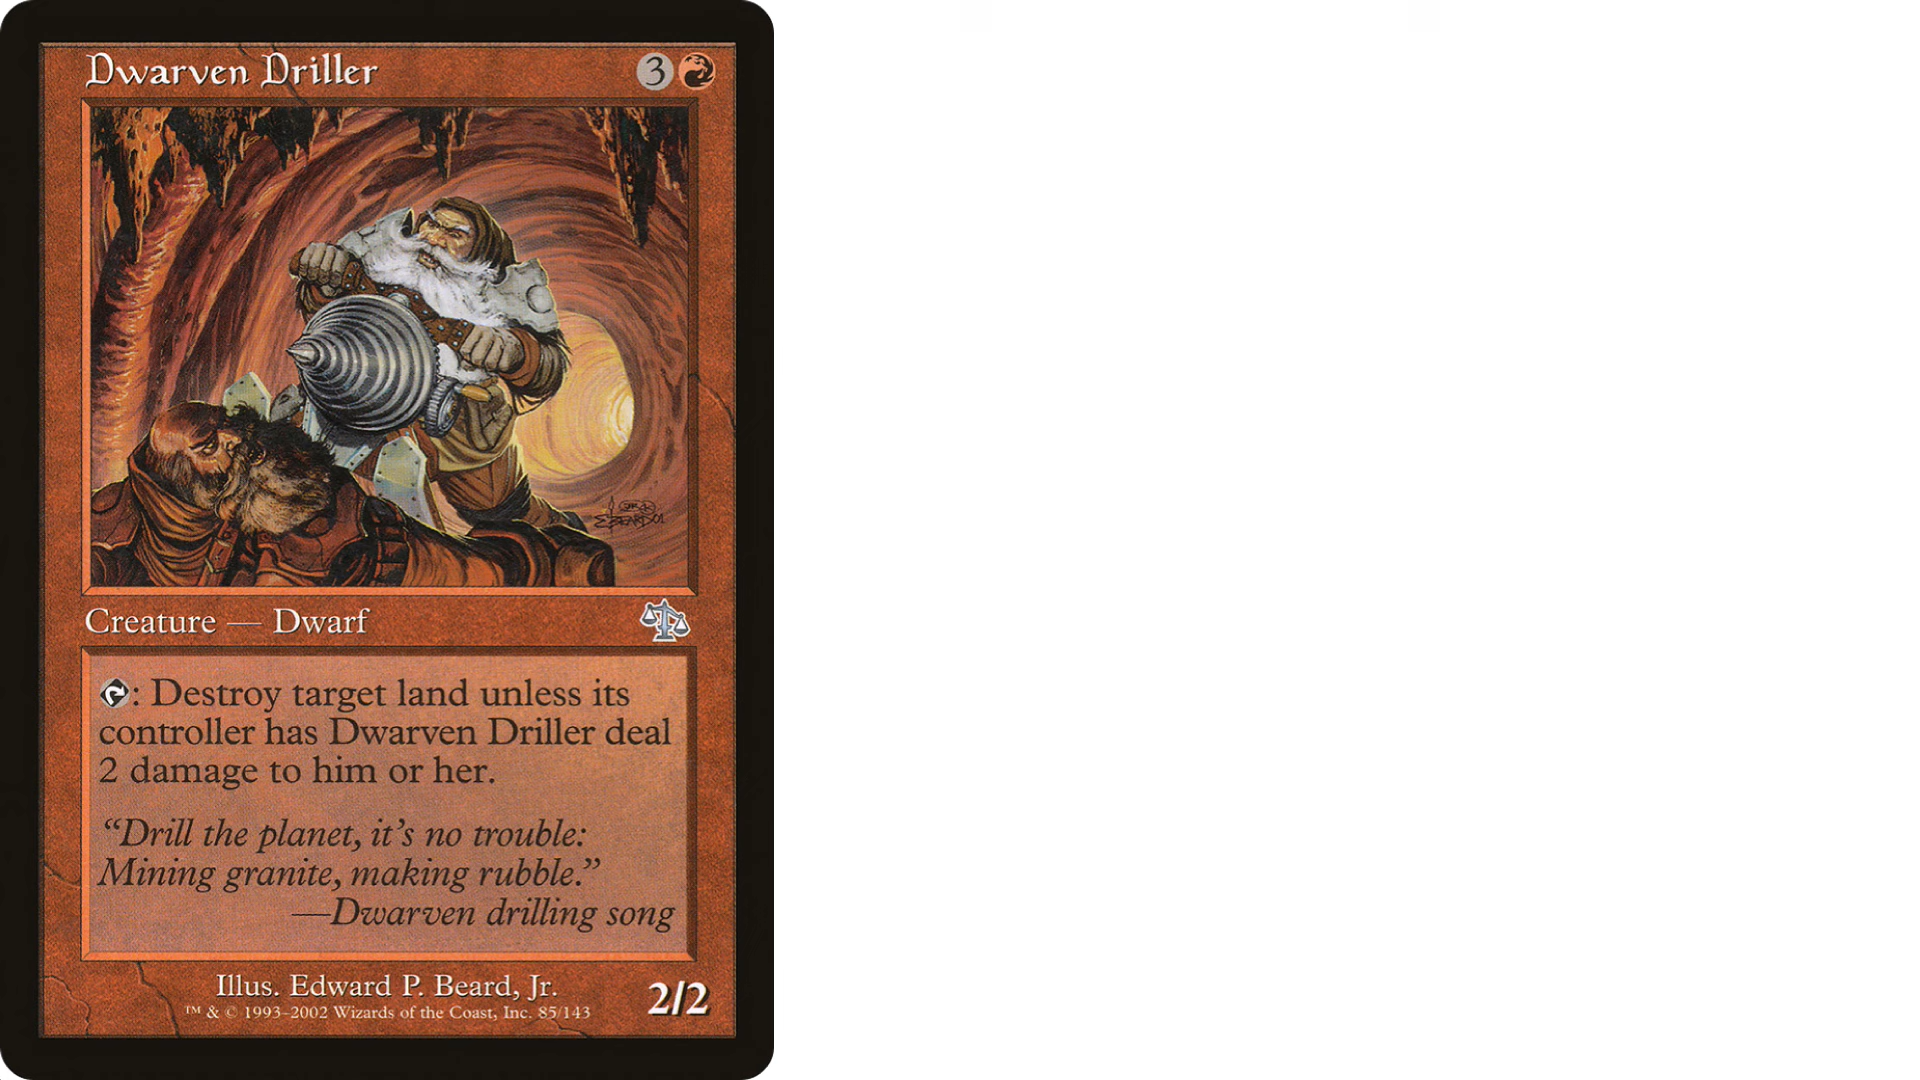 Dwarven Driller
3
Creature — Dwarf
: Destroy target land unless its
controller has Dwarven Driller deal
2 damage to him or her.
“Drill the planet, it’s no trouble:
Mining granite, making rubble.”
—Dwarven drilling song
Illus. Edward P. Beard, Jr.
™ & © 1993–2002 Wizards of the Coast, Inc. 85/143
2/2